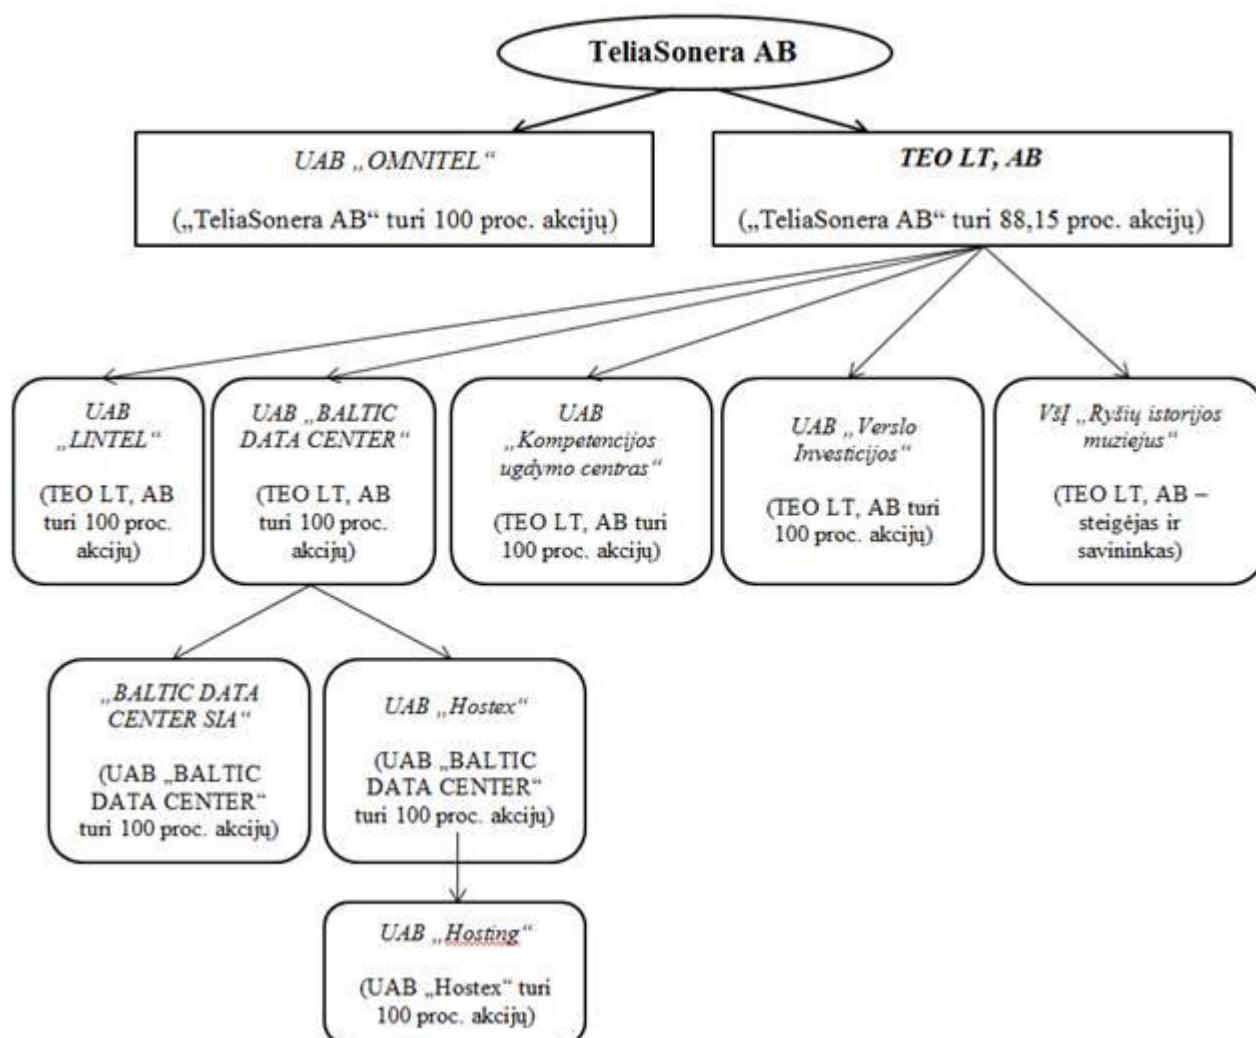 TeliaSonera AB
UAB „OMNITEL“
(„TeliaSonera AB“ turi 100 proc. akcijų)
TEO LT, AB
(„TeliaSonera AB“ turi 88,15 proc. akcijų)
UAB
„LINTEL“
(TEO LT, AB
turi 100 proc.
akcijų)
UAB „BALTIC
DATA CENTER“
(TEO LT, AB
turi 100 proc.
akcijų)
UAB
„Kompetencijos
ugdymo centras“
(TEO LT, AB turi
100 proc. akcijų)
UAB „Verslo
Investicijos“
(TEO LT, AB turi
100 proc. akcijų)
VšĮ „Ryšių istorijos
muziejus“
(TEO LT, AB –
steigėjas ir
savininkas)
„BALTIC DATA
CENTER SIA“
(UAB „BALTIC
DATA CENTER“
turi 100 proc. akcijų)
UAB „Hostex“
(UAB „BALTIC
DATA CENTER“
turi 100 proc. akcijų)
UAB „Hosting“
(UAB „Hostex“ turi
100 proc. akcijų)